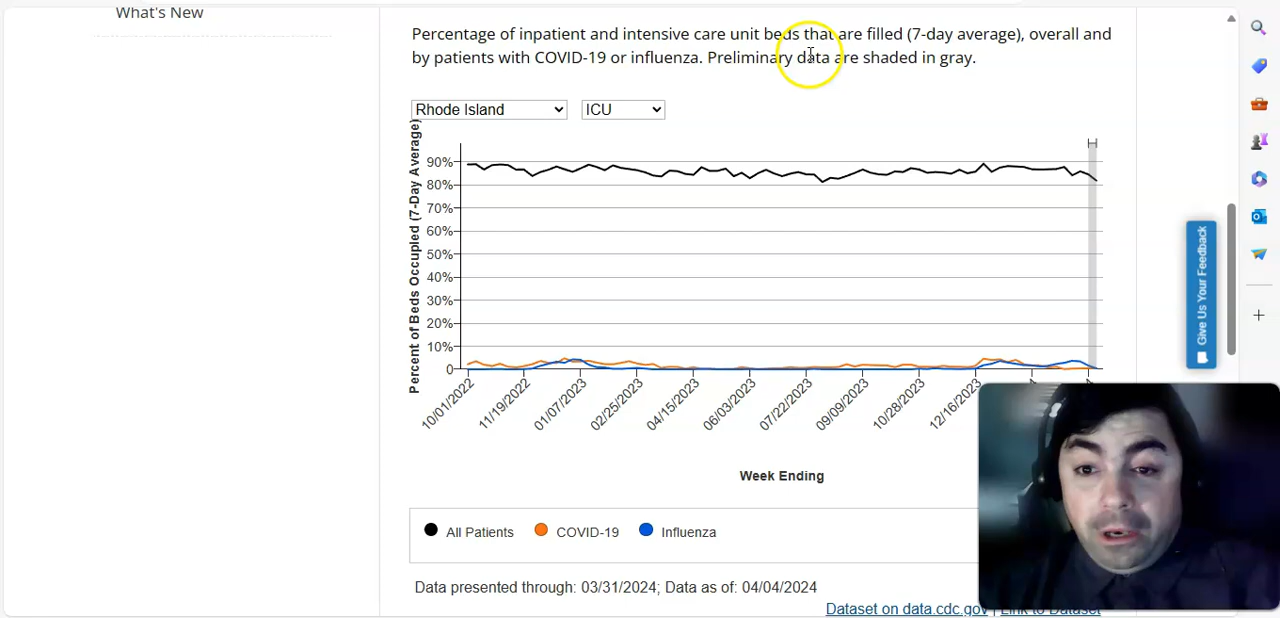 What's New
Percentage of inpatient and intensive care unit beds that are filled (7-day average), overall and
by patients with COVID-19 or influenza. Preliminary data are shaded in gray.
Rhode Island
ICU
Percent of Beds Occupied (7-Day Average)
90%
80%
70%
60%
50%
40%
30%
20%
10%
0
10/01/2022
11/19/2022
01/07/2023
02/25/2023
04/15/2023
06/03/2023
07/22/2023
09/09/2023
10/28/2023
12/16/2023
Week Ending
All Patients
COVID-19
Influenza
Data presented through: 03/31/2024; Data as of: 04/04/2024
Dataset on data.cdc.gov | Link to Dataset
Give Us Your Feedback